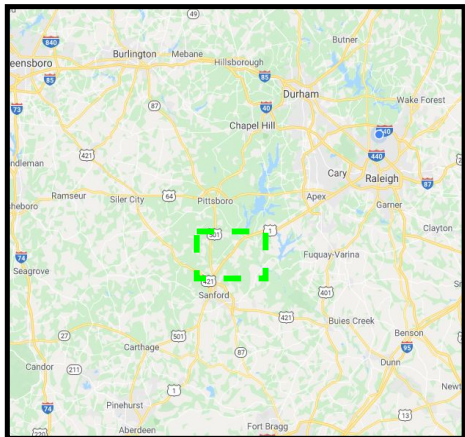 49
840
Butner
eensboro
Burlington
Mebane
Hillsborough
85
85
73
Durham
87
40
Wake Forest
Chapel Hill
40
421
440
ndleman
Cary
Raleigh
87
64
Ramseur
Siler City
Pittsboro
Apex
Garner
heboro
501
1
Clayton
74
Fuquay-Varina
Seagrove
421
Sanford
401
421
Buies Creek
27
501
Benson
Carthage
87
95
Candor
211
Dunn
1
Newt
74
Pinehurst
13
220
Aberdeen
Fort Bragg